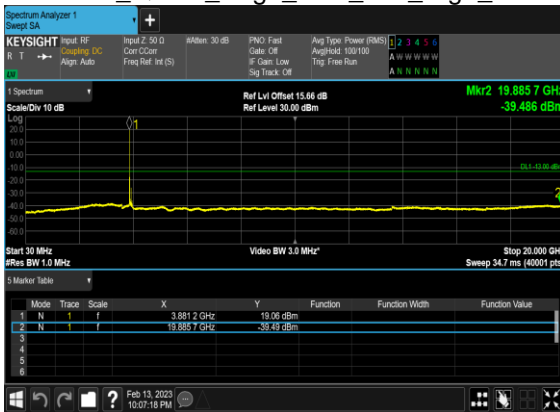 Spectrum Analyzer 1
Swept SA
+
KEYSIGHT Input: RF Input Z: 50 Ω #Atten: 30 dB PNO: Fast Avg Type: Power (RMS) 1 2 3 4 5 6
R T Coupling: DC Corr CCorr Gate: Off Avg|Hold: 100/100 A W W W W W
Align: Auto Freq Ref: Int (S) IF Gain: Low Trig: Free Run
Sig Track: Off A N N N N N
1 Spectrum Ref Lvl Offset 15.66 dB Mkr2 19.885 7 GHz
Scale/Div 10 dB Ref Level 30.00 dBm -39.486 dBm
Log
20.0
10.0
0.00
-10.0
-20.0
-30.0
-40.0
-50.0
-60.0
1
DL1 -13.00 dBm
2
Start 30 MHz Video BW 3.0 MHz* Stop 20.000 GH
#Res BW 1.0 MHz Sweep 34.7 ms (40001 pts
5 Marker Table
Mode Trace Scale X Y Function Function Width Function Value
1 N 1 f 3.881 2 GHz 19.06 dBm
2 N 1 f 19.885 7 GHz -39.49 dBm
3
4
5
6
? Feb 13, 2023
10:07:18 PM